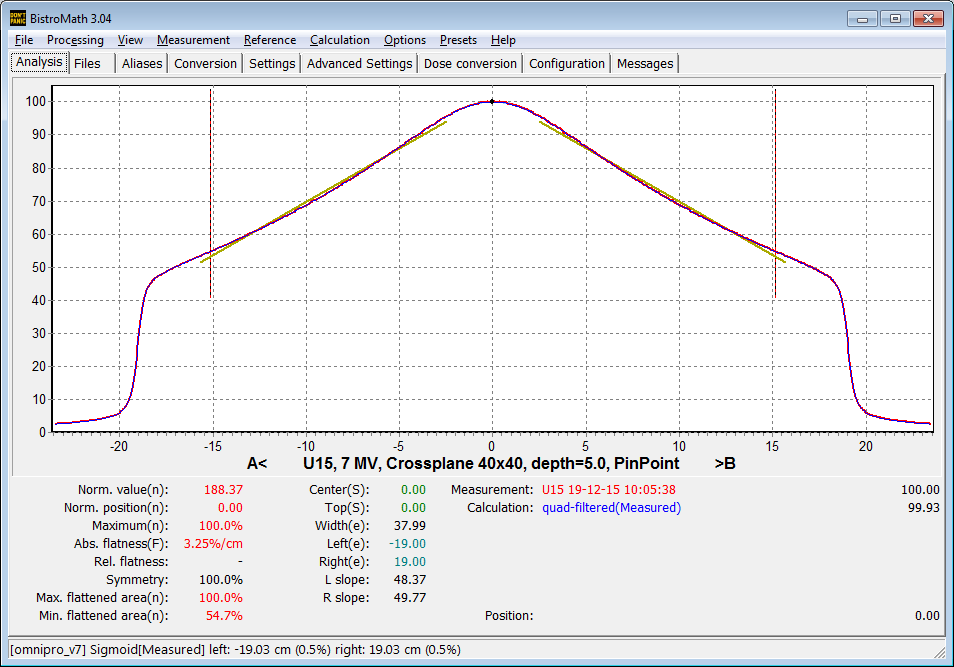 DON'T PANIC BistroMath 3.04
File Processing View Measurement Reference Calculation Options Presets Help
Analysis Files Aliases Conversion Settings Advanced Settings Dose conversion Configuration Messages
100
90
80
70
60
50
40
30
20
10
0
-20 -15 -10 -5 0 5 10 15 20
A< U15, 7 MV, Crossplane 40x40, depth=5.0, PinPoint >B
Norm. value(n): 188.37 Center(S): 0.00 Measurement: U15 19-12-15 10:05:38 100.00
Norm. position(n): 0.00 Top(S): 0.00 Calculation: quad-filtered(Measured) 99.93
Maximum(n): 100.0% Width(e): 37.99
Abs. flatness(F): 3.25%/cm Left(e): -19.00
Rel. flatness: - Right(e): 19.00
Symmetry: 100.0% L slope: 48.37
Max. flattened area(n): 100.0% R slope: 49.77
Min. flattened area(n): 54.7% Position: 0.00
[omnipro_v7] Sigmoid[Measured] left: -19.03 cm (0.5%) right: 19.03 cm (0.5%)